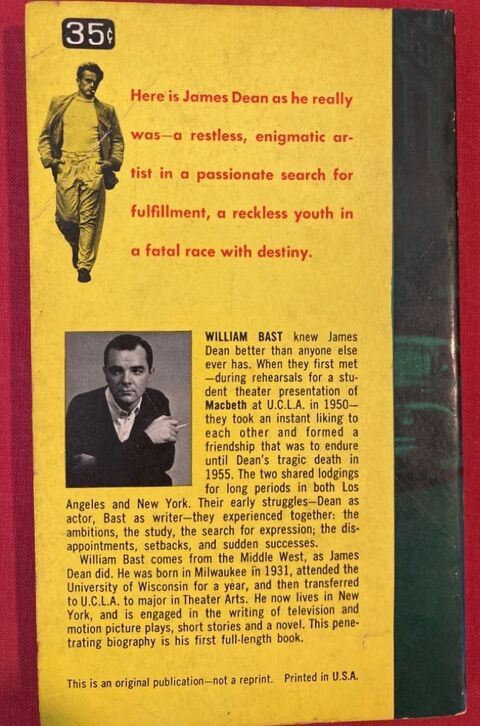 35¢
Here is James Dean as he really
was—a restless, enigmatic ar-
tist in a passionate search for
fulfillment, a reckless youth in
a fatal race with destiny.
WILLIAM BAST knew James
Dean better than anyone else
ever has. When they first met
—during rehearsals for a stu-
dent theater presentation of
Macbeth at U.C.L.A. in 1950—
they took an instant liking to
each other and formed a
friendship that was to endure
until Dean's tragic death in
1955. The two shared lodgings
for long periods in both Los
Angeles and New York. Their early struggles—Dean as
actor, Bast as writer—they experienced together: the
ambitions, the study, the search for expression; the dis-
appointments, setbacks, and sudden successes.
William Bast comes from the Middle West, as James
Dean did. He was born in Milwaukee in 1931, attended the
University of Wisconsin for a year, and then transferred
to U.C.L.A. to major in Theater Arts. He now lives in New
York, and is engaged in the writing of television and
motion picture plays, short stories and a novel. This pene-
trating biography is his first full-length book.
This is an original publication—not a reprint. Printed in U.S.A.